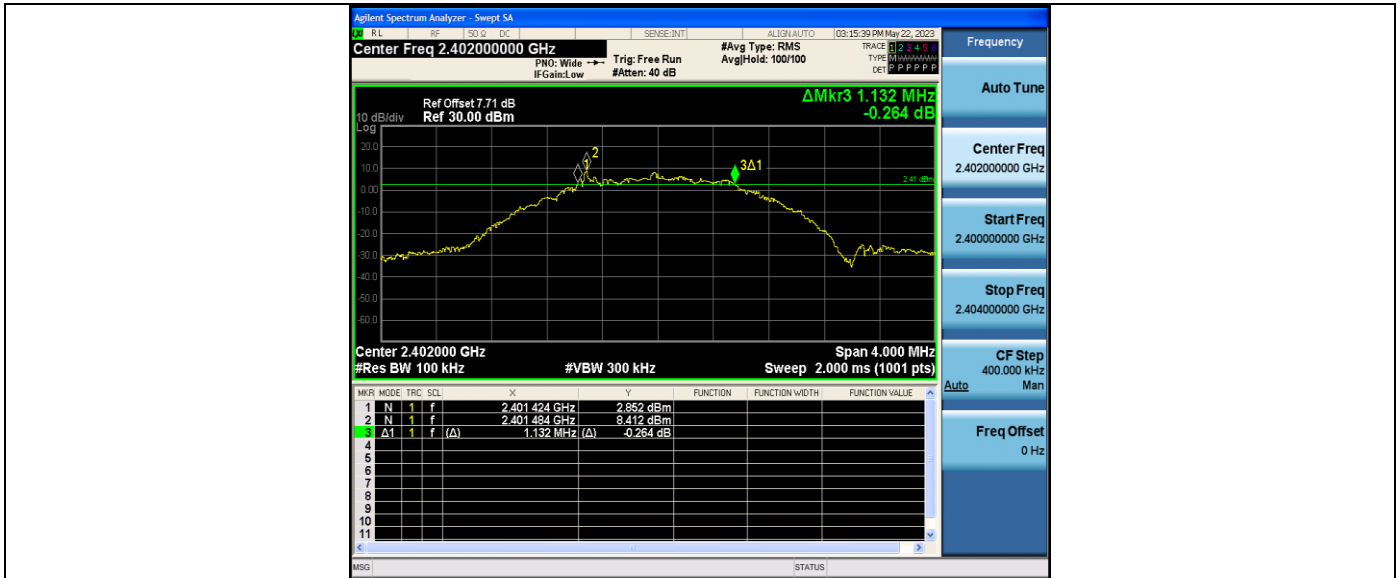 Agilent Spectrum Analyzer - Swept SA
RL RF 50 Ω DC SENSE:INT ALIGN AUTO 03:15:39 PM May 22, 2023
Center Freq 2.402000000 GHz
PNO: Wide
IFGain:Low
Trig: Free Run
#Atten: 40 dB
#Avg Type: RMS
Avg|Hold: 100/100
TRACE 1 2 3 4 5 6
TYPE M
DET P P P P P P
ΔMkr3 1.132 MHz
-0.264 dB
Ref Offset 7.71 dB
10 dB/div Ref 30.00 dBm
Log
20.0
10.0
0.00
-10.0
-20.0
-30.0
-40.0
-50.0
-60.0
1
2
3Δ1
2.41 dBm
Center 2.402000 GHz Span 4.000 MHz
#Res BW 100 kHz #VBW 300 kHz Sweep 2.000 ms (1001 pts)
MKR MODE TRC SCL X Y FUNCTION FUNCTION WIDTH FUNCTION VALUE
1 N 1 f 2.401 424 GHz 2.852 dBm
2 N 1 f 2.401 484 GHz 8.412 dBm
3 Δ1 1 f (Δ) 1.132 MHz (Δ) -0.264 dB
4
5
6
7
8
9
10
11
MSG STATUS
Frequency
Auto Tune
Center Freq
2.402000000 GHz
Start Freq
2.400000000 GHz
Stop Freq
2.404000000 GHz
CF Step
400.000 kHz
Auto Man
Freq Offset
0 Hz